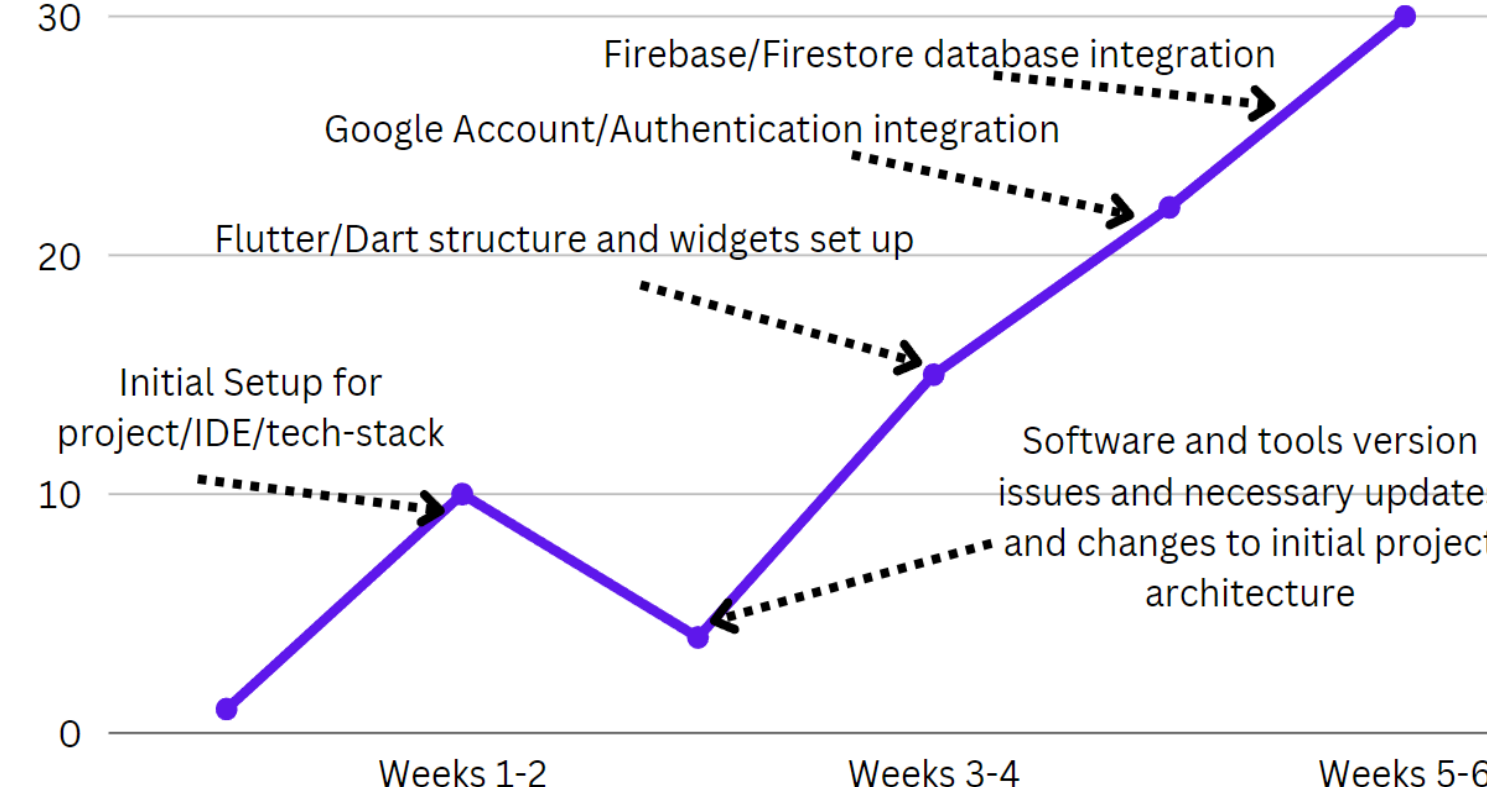 30
Firebase/Firestore database integration
Google Account/Authentication integration
Flutter/Dart structure and widgets set up
20
Initial Setup for
project/IDE/tech-stack
Software and tools version
issues and necessary updates
and changes to initial project
architecture
10
0
Weeks 1-2
Weeks 3-4
Weeks 5-6